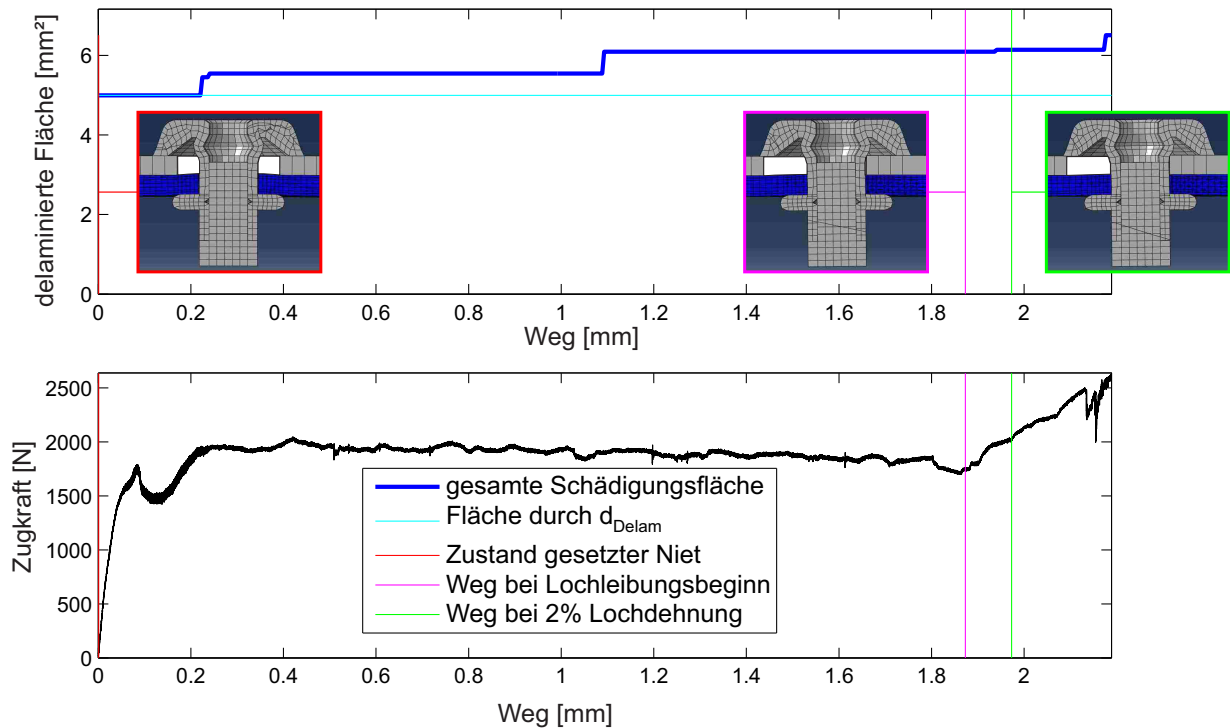 delaminierte Fläche [mm²]
6
4
2
0
0 0.2 0.4 0.6 0.8 1 1.2 1.4 1.6 1.8 2
Weg [mm]
Zugkraft [N]
2500
2000
1500
1000
500
0
gesamte Schädigungsfläche
Fläche durch d_Delam
Zustand gesetzter Niet
Weg bei Lochleibungsbeginn
Weg bei 2% Lochdehnung
0 0.2 0.4 0.6 0.8 1 1.2 1.4 1.6 1.8 2
Weg [mm]